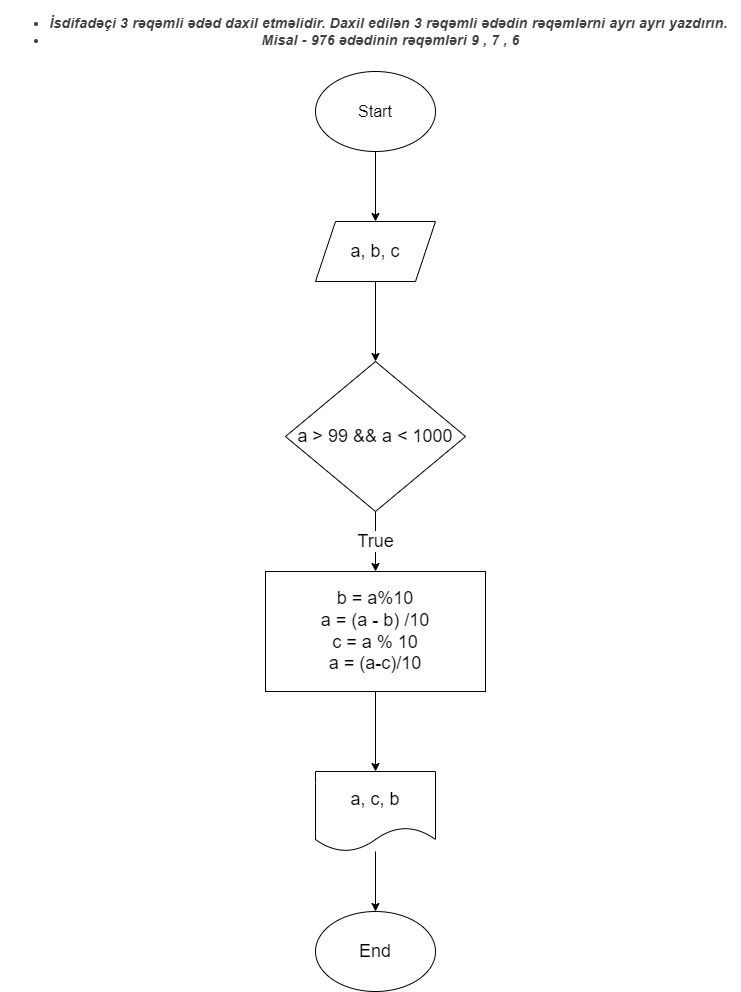 • İsdifadəçi 3 rəqəmli ədəd daxil etməlidir. Daxil edilən 3 rəqəmli ədədin rəqəmlərni ayrı ayrı yazdırın.
• Misal - 976 ədədinin rəqəmləri 9 , 7 , 6
Start
a, b, c
a > 99 && a < 1000
True
b = a%10
a = (a - b) /10
c = a % 10
a = (a-c)/10
a, c, b
End